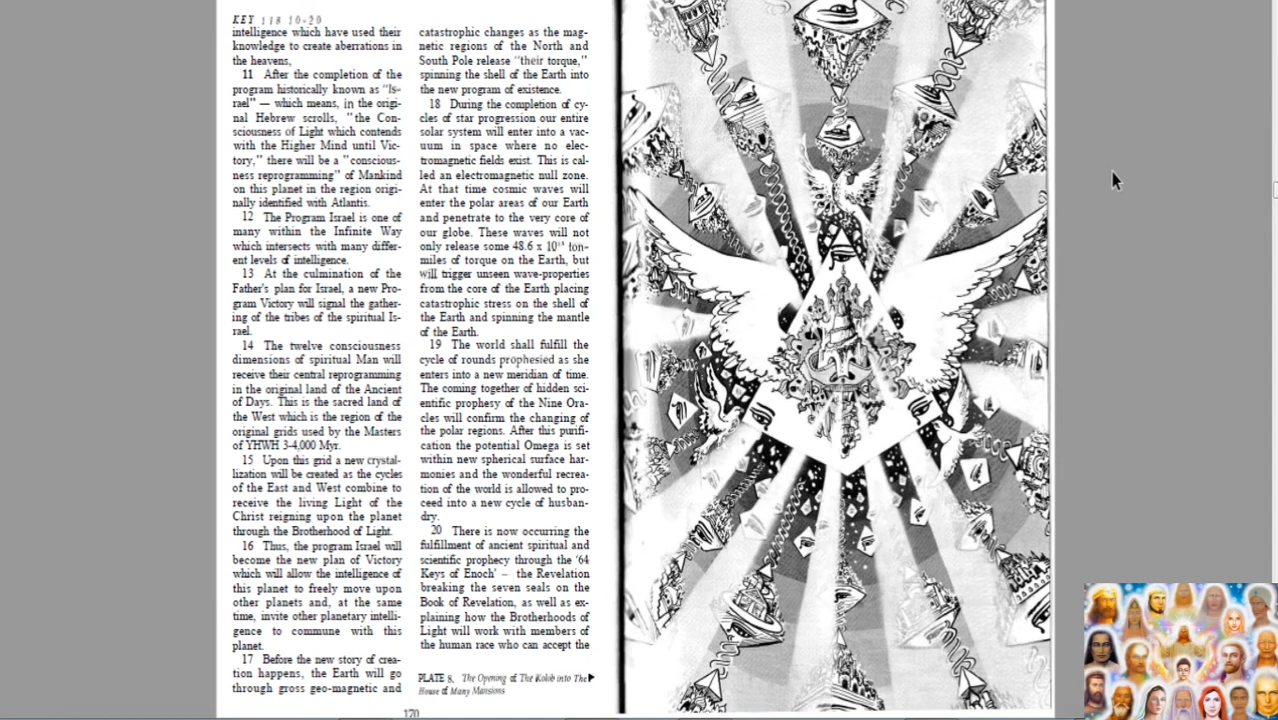 KEY 118 10-20
intelligence which have used their
knowledge to create aberrations in
the heavens,
11 After the completion of the
program historically known as "Is-
rael" — which means, in the origi-
nal Hebrew scrolls, "the Con-
sciousness of Light which contends
with the Higher Mind until Vic-
tory," there will be a "conscious-
ness reprogramming" of Mankind
on this planet in the region origi-
nally identified with Atlantis.
12 The Program Israel is one of
many within the Infinite Way
which intersects with many differ-
ent levels of intelligence.
13 At the culmination of the
Father's plan for Israel, a new Pro-
gram Victory will signal the gather-
ing of the tribes of the spiritual Is-
rael.
14 The twelve consciousness
dimensions of spiritual Man will
receive their central reprogramming
in the original land of the Ancient
of Days. This is the sacred land of
the West which is the region of the
original grids used by the Masters
of YHWH 3-4,000 Myr.
15 Upon this grid a new crystal-
lization will be created as the cycles
of the East and West combine to
receive the living Light of the
Christ reigning upon the planet
through the Brotherhood of Light.
16 Thus, the program Israel will
become the new plan of Victory
which will allow the intelligence of
this planet to freely move upon
other planets and, at the same
time, invite other planetary intelli-
gence to commune with this
planet.
17 Before the new story of crea-
tion happens, the Earth will go
through gross geo-magnetic and
catastrophic changes as the mag-
netic regions of the North and
South Pole release "their torque,"
spinning the shell of the Earth into
the new program of existence.
18 During the completion of cy-
cles of star progression our entire
solar system will enter into a vac-
uum in space where no elec-
tromagnetic fields exist. This is cal-
led an electromagnetic null zone.
At that time cosmic waves will
enter the polar areas of our Earth
and penetrate to the very core of
our globe. These waves will not
only release some 48.6 x 10 ton-
miles of torque on the Earth, but
will trigger unseen wave-properties
from the core of the Earth placing
catastrophic stress on the shell of
the Earth and spinning the mantle
of the Earth.
19 The world shall fulfill the
cycle of rounds prophesied as she
enters into a new meridian of time.
The coming together of hidden sci-
entific prophesy of the Nine Ora-
cles will confirm the changing of
the polar regions. After this purifi-
cation the potential Omega is set
within new spherical surface har-
monies and the wonderful recrea-
tion of the world is allowed to pro-
ceed into a new cycle of husban-
dry.
20 There is now occurring the
fulfillment of ancient spiritual and
scientific prophecy through the '64
Keys of Enoch' – the Revelation
breaking the seven seals on the
Book of Revelation, as well as ex-
plaining how the Brotherhoods of
Light will work with members of
the human race who can accept the
PLATE 8. The Opening of The Kolob into The
House of Many Mansions
170